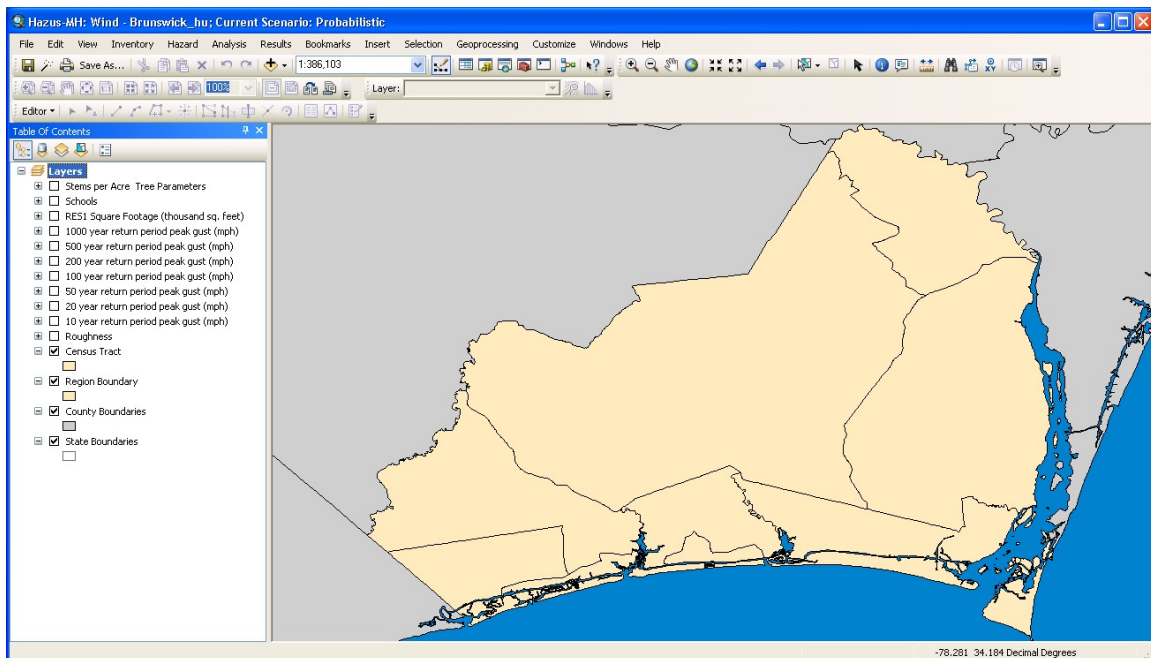 Hazus-MH: Wind - Brunswick_hu; Current Scenario: Probabilistic
File Edit View Inventory Hazard Analysis Results Bookmarks Insert Selection Geoprocessing Customize Windows Help
Save As... 1:386,103
100% Layer:
Editor
Table Of Contents
Layers
Stems per Acre Tree Parameters
Schools
RES1 Square Footage (thousand sq. feet)
1000 year return period peak gust (mph)
500 year return period peak gust (mph)
200 year return period peak gust (mph)
100 year return period peak gust (mph)
50 year return period peak gust (mph)
20 year return period peak gust (mph)
10 year return period peak gust (mph)
Roughness
Census Tract
Region Boundary
County Boundaries
State Boundaries
-78.281 34.184 Decimal Degrees